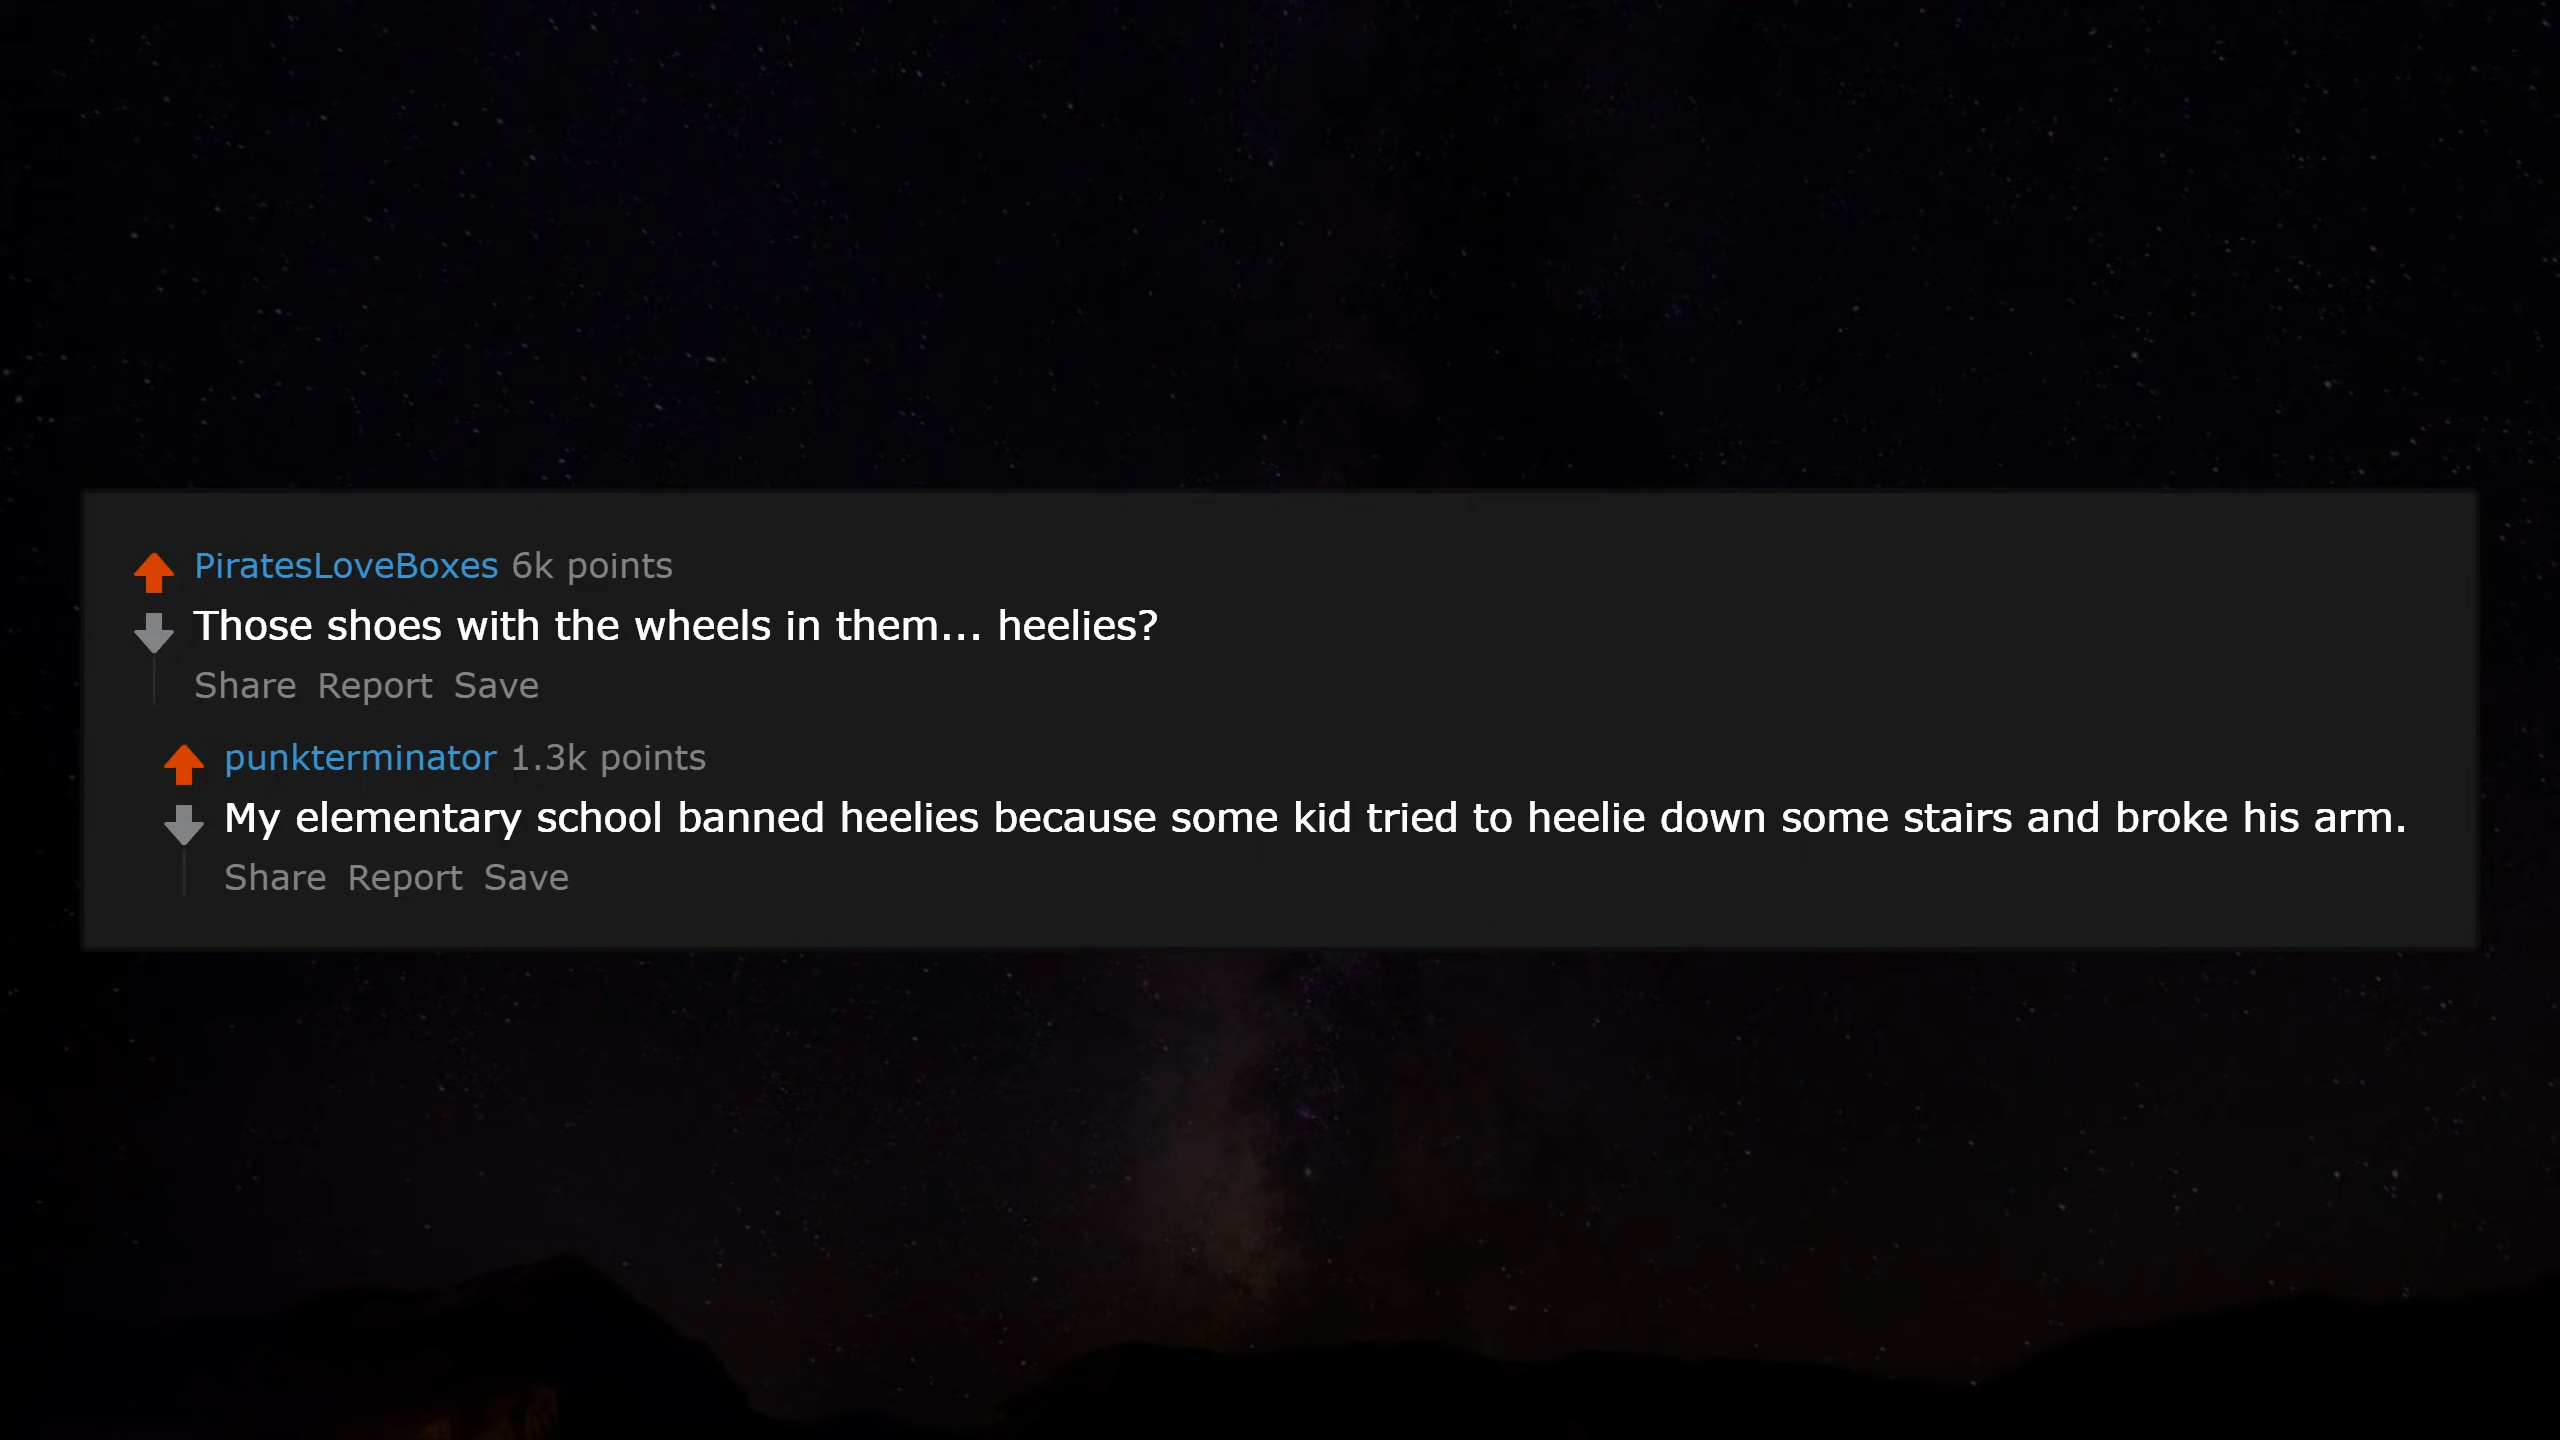 PiratesLoveBoxes 6k points
Those shoes with the wheels in them... heelies?
Share Report Save
punkterminator 1.3k points
My elementary school banned heelies because some kid tried to heelie down some stairs and broke his arm.
Share Report Save